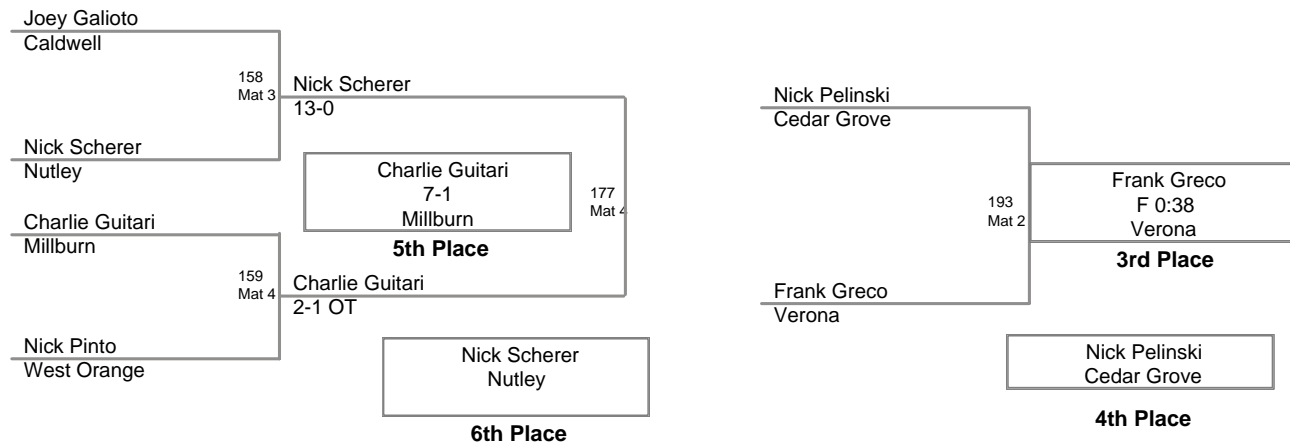 Joey Galioto
Caldwell
158
Mat 3
Nick Scherer
13-0
Nick Scherer
Nutley
Charlie Guitari
7-1
Millburn
5th Place
177
Mat 4
Charlie Guitari
Millburn
159
Mat 4
Charlie Guitari
2-1 OT
Nick Pinto
West Orange
Nick Scherer
Nutley
6th Place
Nick Pelinski
Cedar Grove
193
Mat 2
Frank Greco
F 0:38
Verona
3rd Place
Frank Greco
Verona
Nick Pelinski
Cedar Grove
4th Place